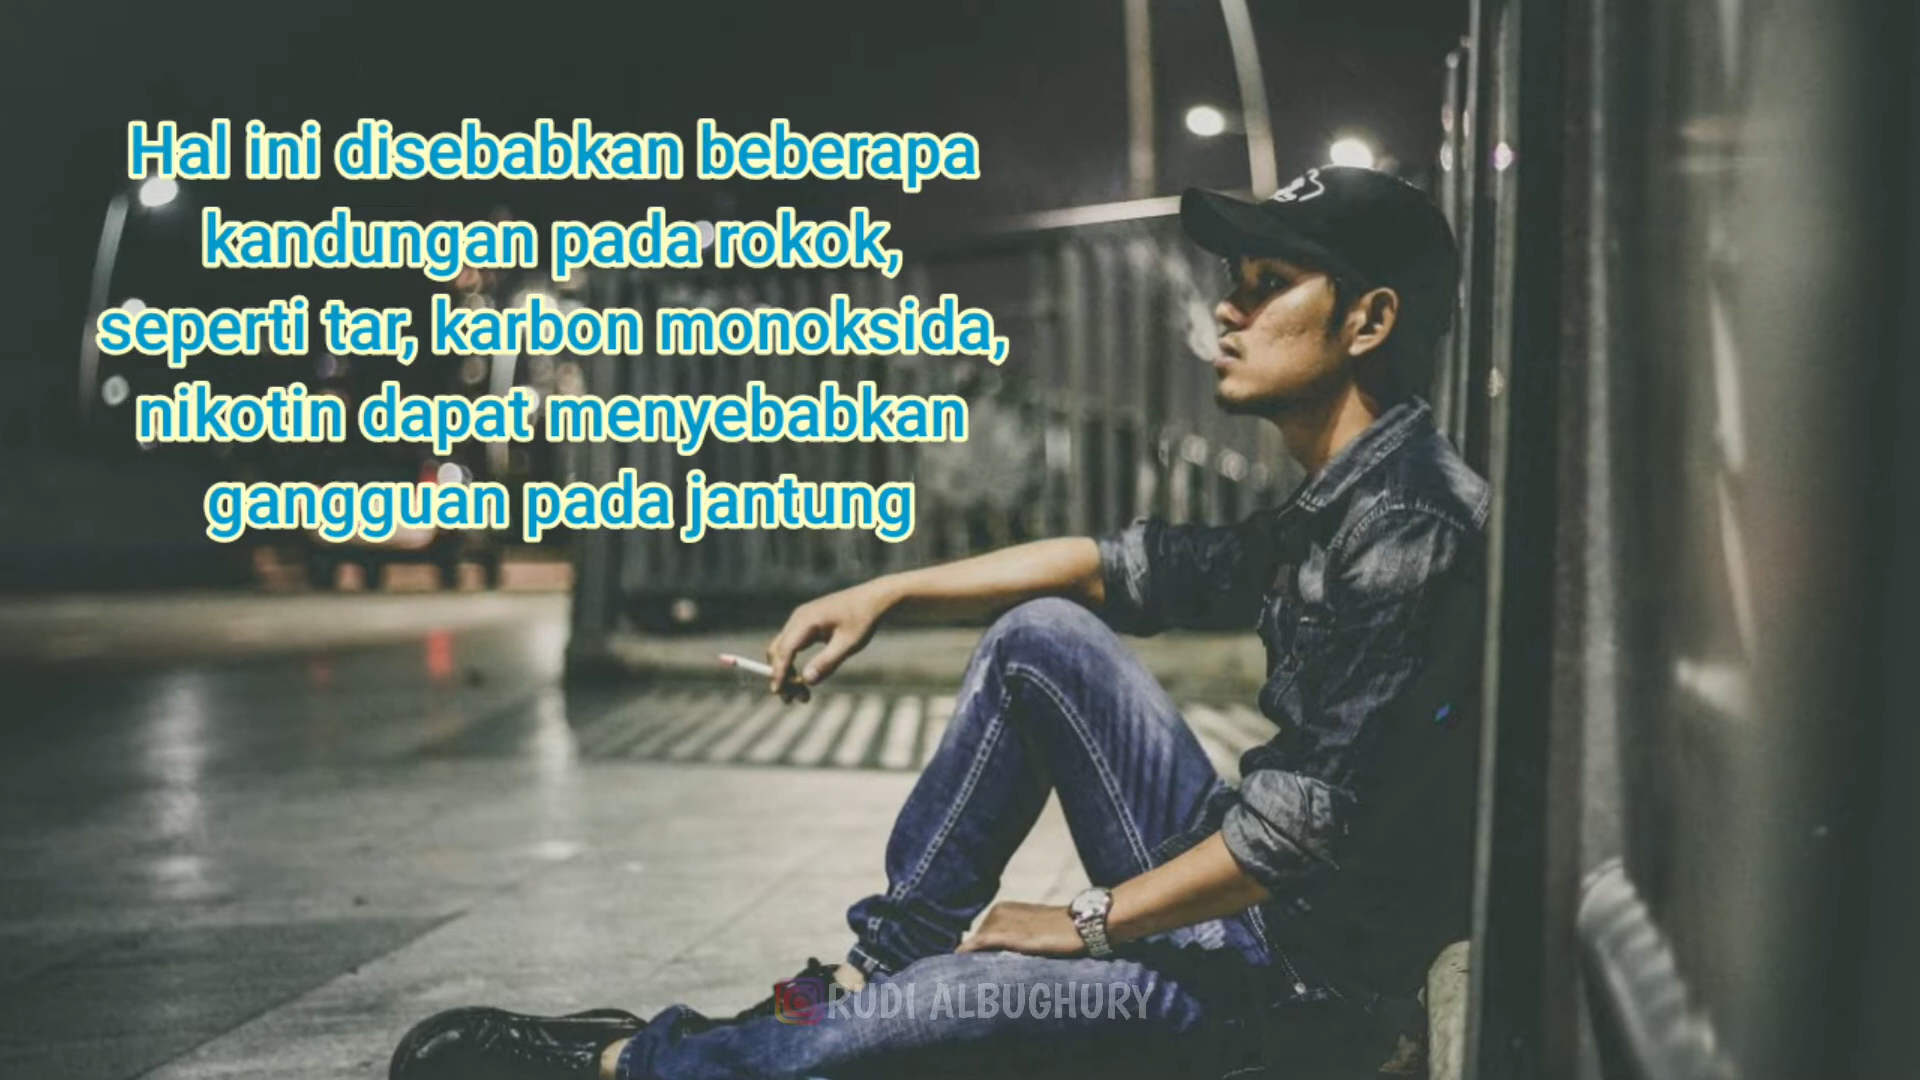 Hal ini disebabkan beberapa
kandungan pada rokok,
seperti tar, karbon monoksida,
nikotin dapat menyebabkan
gangguan pada jantung
RUDI ALBUGHURY